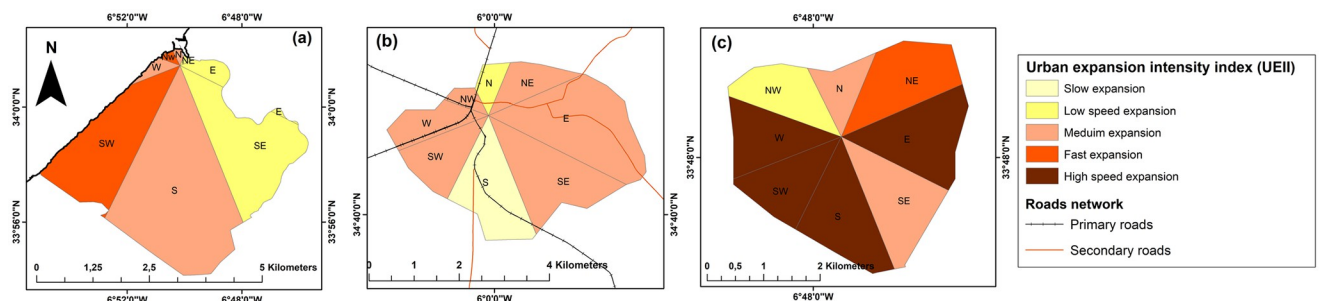 6°52'0"W 6°48'0"W
(a)
N
Nw N
W NE
E
E
SW SE
S
34°0'0"N 34°0'0"N
33°56'0"N 33°56'0"N
0 1,25 2,5 5 Kilometers
6°52'0"W 6°48'0"W
6°0'0"W
(b)
N NE
NW
W E
SW SE
S
34°40'0"N 34°40'0"N
0 1 2 4 Kilometers
6°0'0"W
6°48'0"W
(c)
NW N NE
W E
SW S SE
33°48'0"N 33°48'0"N
0 0,5 1 2 Kilometers
6°48'0"W
Urban expansion intensity index (UEII)
Slow expansion
Low speed expansion
Meduim expansion
Fast expansion
High speed expansion
Roads network
Primary roads
Secondary roads